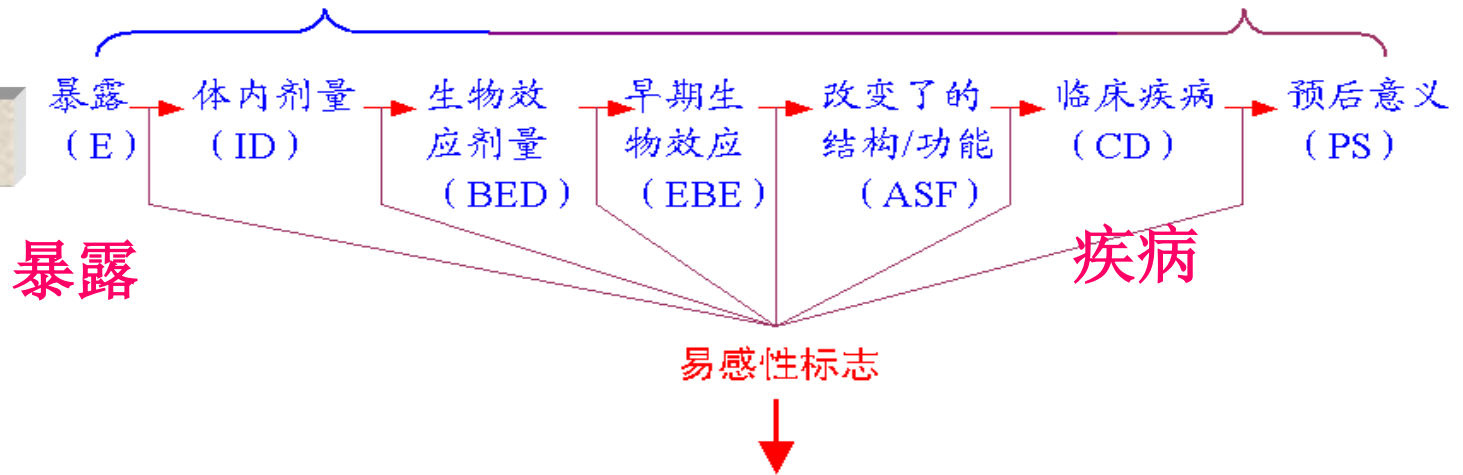 暴露 体内剂量 生物效 早期生 改变了的 临床疾病 预后意义
（E） （ID） 应剂量 物效应 结构/功能 （CD） （PS）
（BED） （EBE） （ASF）
暴露 疾病
易感性标志